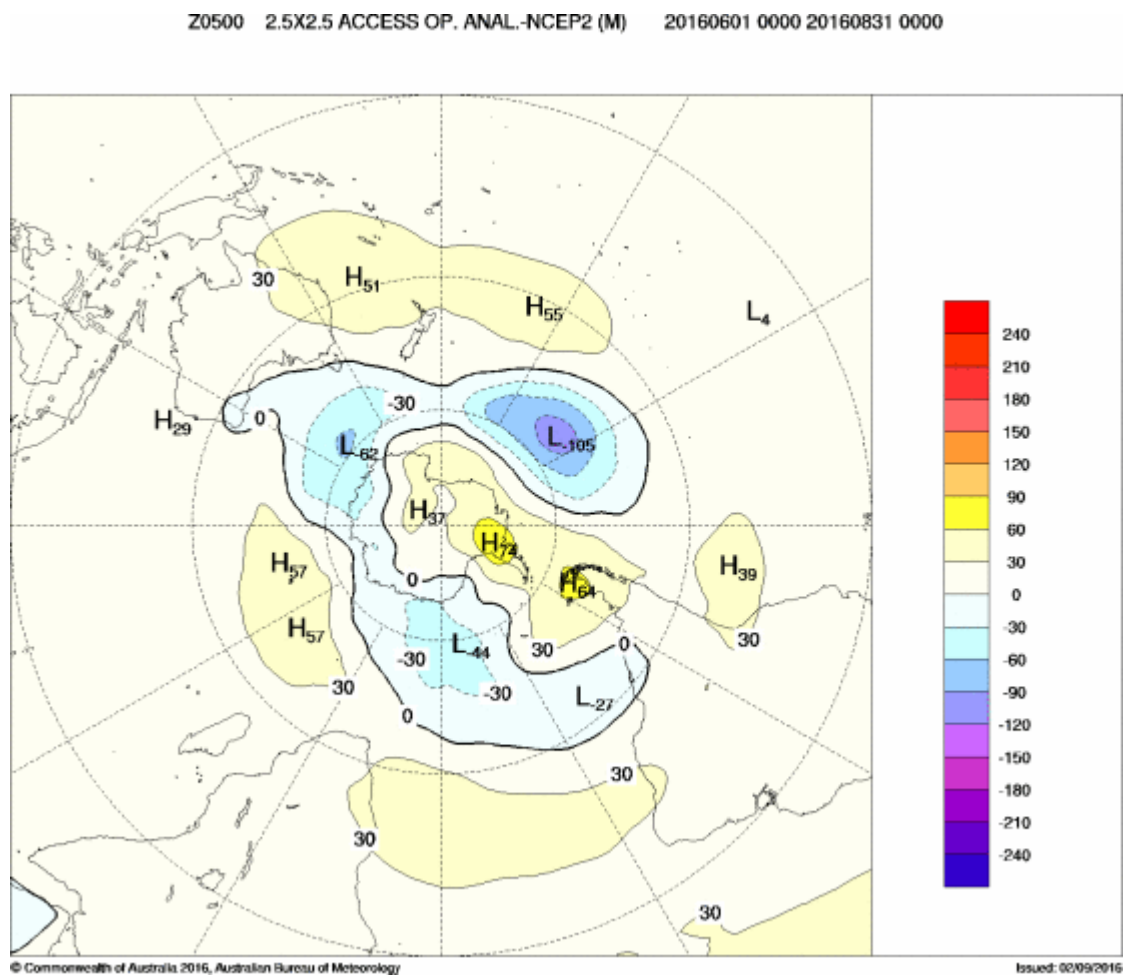 Z0500 2.5X2.5 ACCESS OP. ANAL.-NCEP2 (M) 20160601 0000 20160831 0000
30
H51
H55
L4
240
210
180
150
120
90
60
30
0
-30
-60
-90
-120
-150
-180
-210
-240
-30
0
H29
L-62
L-105
H37
H74
H57
0
H64
H39
H57
L-44
-30
30
0
30
-30
-30
L-27
30
0
30
30
30
© Commonwealth of Australia 2016, Australian Bureau of Meteorology
Issued: 02/09/2016